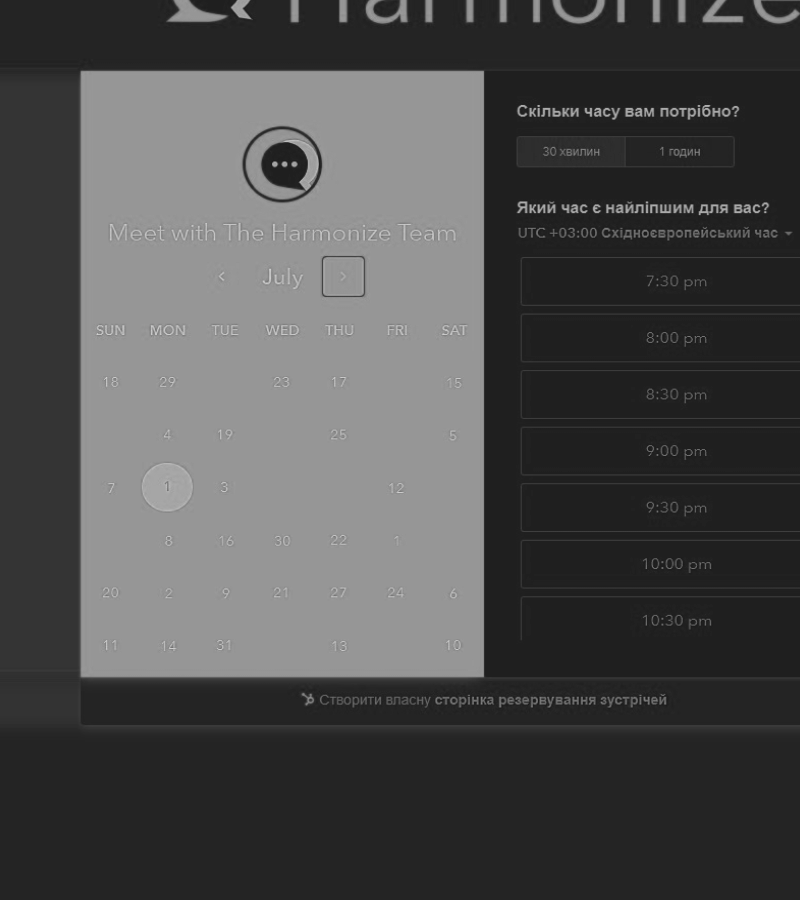 Harmonize
Meet with The Harmonize Team
July
SUN MON TUE WED THU FRI SAT
18 29 23 17 15
4 19 25 5
7 1 3 12
8 16 30 22 1
20 2 9 21 27 24 6
11 14 31 13 10
Скільки часу вам потрібно?
30 хвилин 1 годин
Який час є найліпшим для вас?
UTC +03:00 Східноєвропейський час
7:30 pm
8:00 pm
8:30 pm
9:00 pm
9:30 pm
10:00 pm
10:30 pm
Створити власну сторінка резервування зустрічей